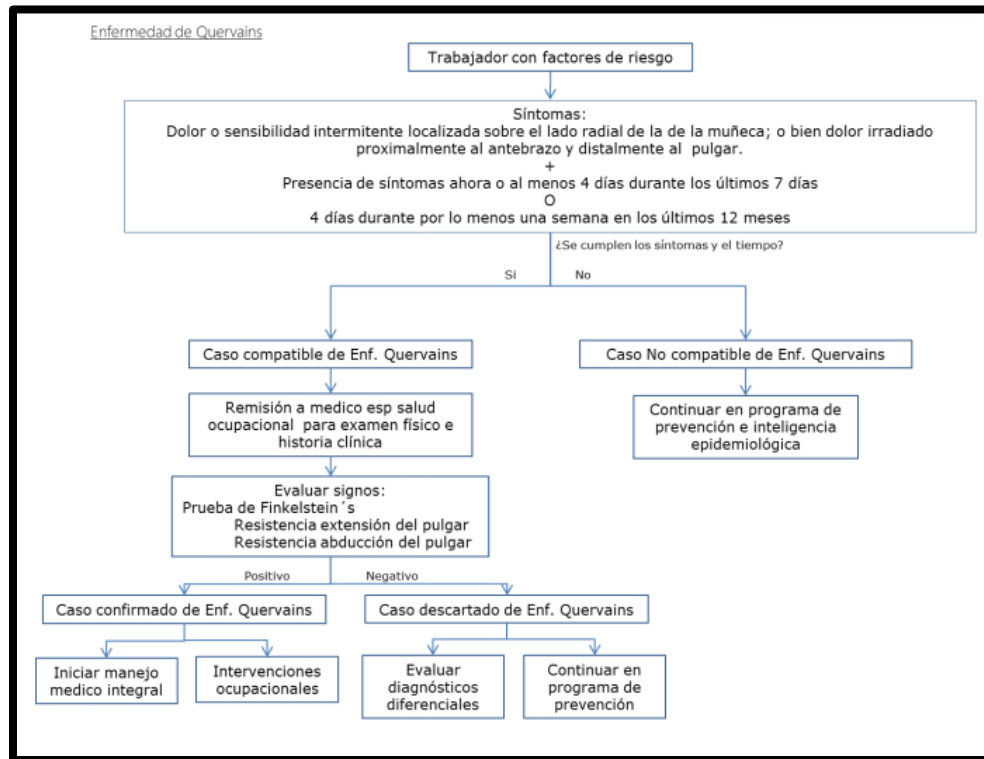 Enfermedad de Quervains
Trabajador con factores de riesgo
Síntomas:
Dolor o sensibilidad intermitente localizada sobre el lado radial de la de la muñeca; o bien dolor irradiado
proximalmente al antebrazo y distalmente al pulgar.
+
Presencia de síntomas ahora o al menos 4 días durante los últimos 7 días
O
4 días durante por lo menos una semana en los últimos 12 meses
¿Se cumplen los síntomas y el tiempo?
Si
No
Caso compatible de Enf. Quervains
Caso No compatible de Enf. Quervains
Remisión a medico esp salud
ocupacional para examen físico e
historia clínica
Continuar en programa de
prevención e inteligencia
epidemiológica
Evaluar signos:
Prueba de Finkelstein´s
Resistencia extensión del pulgar
Resistencia abducción del pulgar
Positivo
Negativo
Caso confirmado de Enf. Quervains
Caso descartado de Enf. Quervains
Iniciar manejo
medico integral
Intervenciones
ocupacionales
Evaluar
diagnósticos
diferenciales
Continuar en
programa de
prevención